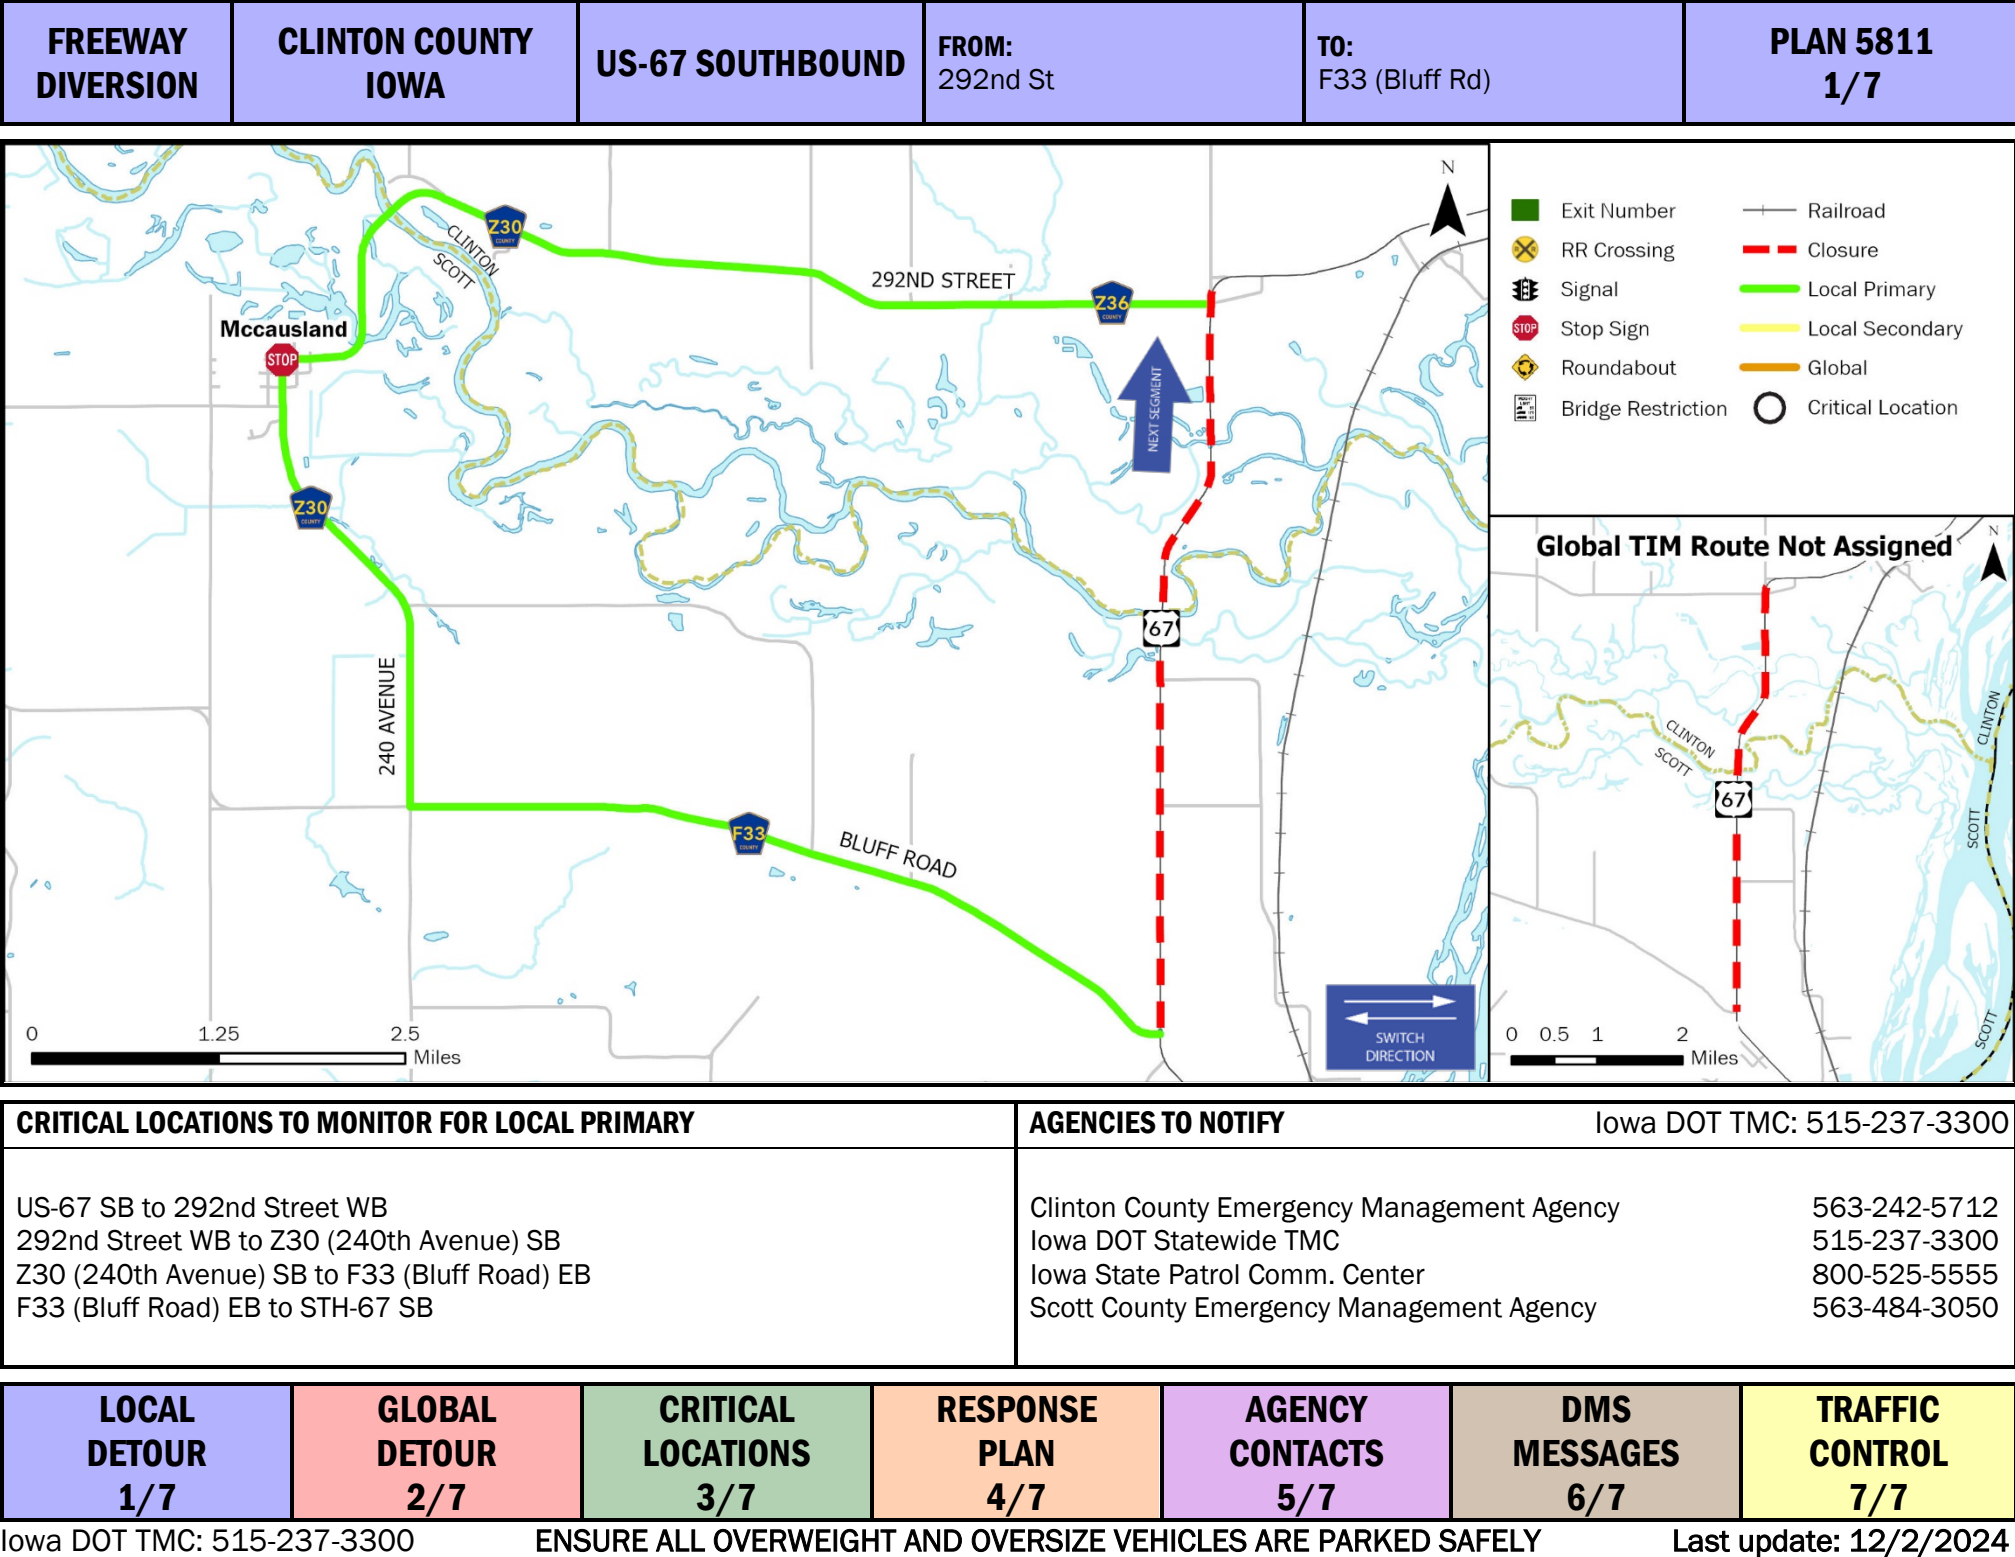 FREEWAY
DIVERSION
CLINTON COUNTY
IOWA
US-67 SOUTHBOUND
FROM:
292nd St
TO:
F33 (Bluff Rd)
PLAN 5811
1/7
N
Z30
COUNTY
CLINTON
SCOTT
292ND STREET
Z36
COUNTY
Mccausland
STOP
NEXT SEGMENT
Z30
COUNTY
67
240 AVENUE
F33
COUNTY
BLUFF ROAD
0 1.25 2.5
Miles
SWITCH
DIRECTION
Exit Number
Railroad
RR Crossing
Closure
Signal
Local Primary
STOP
Stop Sign
Local Secondary
Roundabout
Global
Bridge Restriction
Critical Location
Global TIM Route Not Assigned
N
CLINTON
SCOTT
CLINTON
SCOTT
67
SCOTT
0 0.5 1 2
Miles
CRITICAL LOCATIONS TO MONITOR FOR LOCAL PRIMARY
US-67 SB to 292nd Street WB
292nd Street WB to Z30 (240th Avenue) SB
Z30 (240th Avenue) SB to F33 (Bluff Road) EB
F33 (Bluff Road) EB to STH-67 SB
AGENCIES TO NOTIFY Iowa DOT TMC: 515-237-3300
Clinton County Emergency Management Agency 563-242-5712
Iowa DOT Statewide TMC 515-237-3300
Iowa State Patrol Comm. Center 800-525-5555
Scott County Emergency Management Agency 563-484-3050
LOCAL
DETOUR
1/7
GLOBAL
DETOUR
2/7
CRITICAL
LOCATIONS
3/7
RESPONSE
PLAN
4/7
AGENCY
CONTACTS
5/7
DMS
MESSAGES
6/7
TRAFFIC
CONTROL
7/7
Iowa DOT TMC: 515-237-3300 ENSURE ALL OVERWEIGHT AND OVERSIZE VEHICLES ARE PARKED SAFELY Last update: 12/2/2024